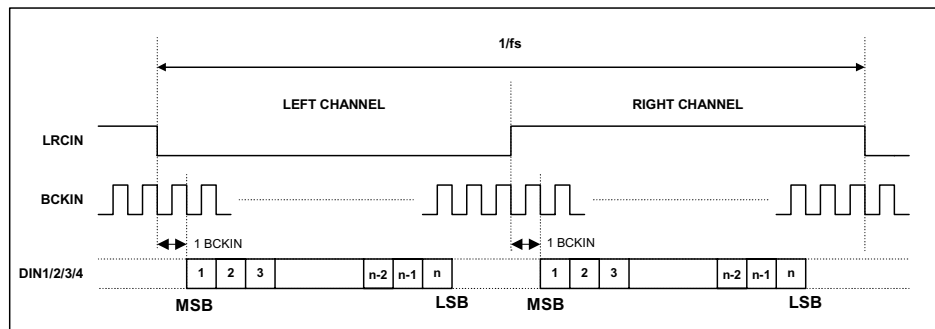 1/fs
LEFT CHANNEL RIGHT CHANNEL
LRCIN
BCKIN
1 BCKIN 1 BCKIN
DIN1/2/3/4 1 2 3 n-2 n-1 n 1 2 3 n-2 n-1 n
MSB LSB MSB LSB